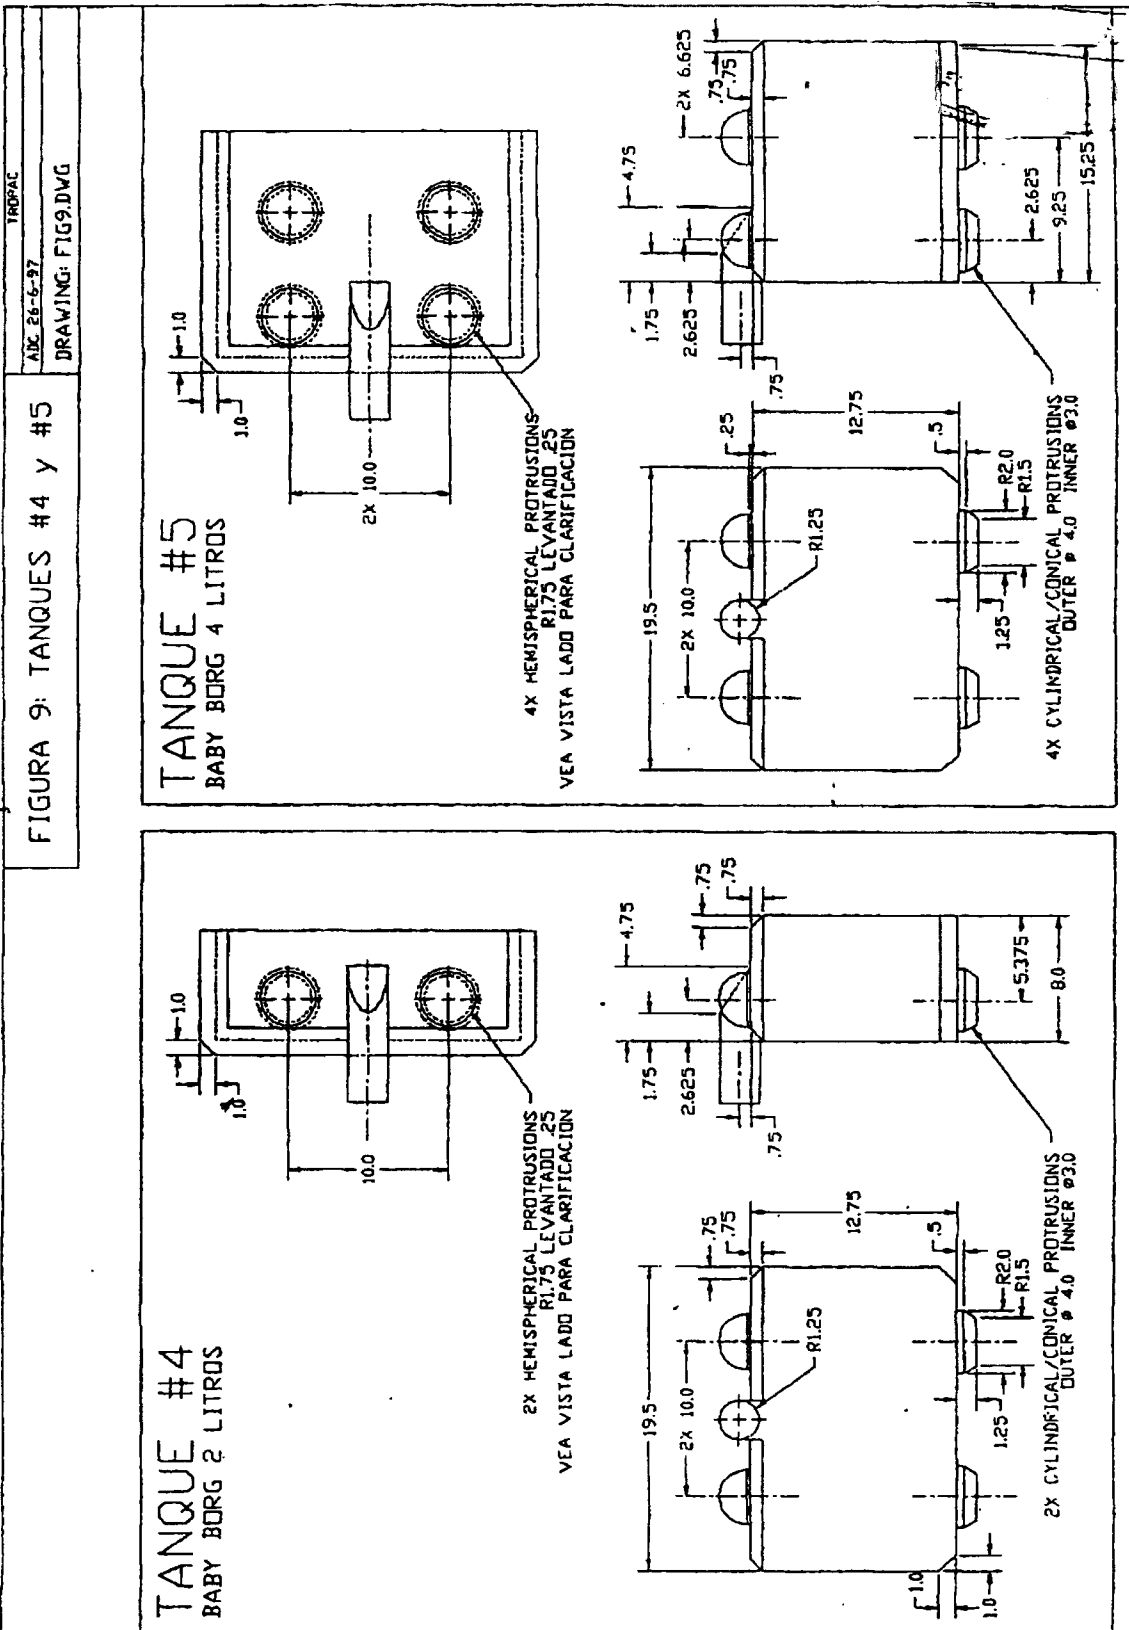 FIGURA 9: TANQUES #4 y #5
TROPAC
ADC 26-6-97
DRAWING: FIG9.DWG
TANQUE #4
BABY BORG 2 LITROS
1.0
1.0
10.0
2X HEMISPHERICAL PROTRUSIONS
R1.75 LEVANTADO .25
VEA VISTA LADO PARA CLARIFICACION
19.5
2X 10.0
R1.25
.75
.75
12.75
.5
R2.0
R1.5
1.25
1.0
1.0
2X CYLINDRICAL/CONICAL PROTRUSIONS
OUTER ø 4.0 INNER ø3.0
4.75
.75
.75
1.75
2.625
.75
5.375
8.0
TANQUE #5
BABY BORG 4 LITROS
1.0
1.0
2X 10.0
4X HEMISPHERICAL PROTRUSIONS
R1.75 LEVANTADO .25
VEA VISTA LADO PARA CLARIFICACION
19.5
2X 10.0
R1.25
.25
12.75
.5
R2.0
R1.5
1.25
4X CYLINDRICAL/CONICAL PROTRUSIONS
OUTER ø 4.0 INNER ø3.0
2X 6.625
.75
.75
4.75
1.75
2.625
.75
2.625
9.25
15.25